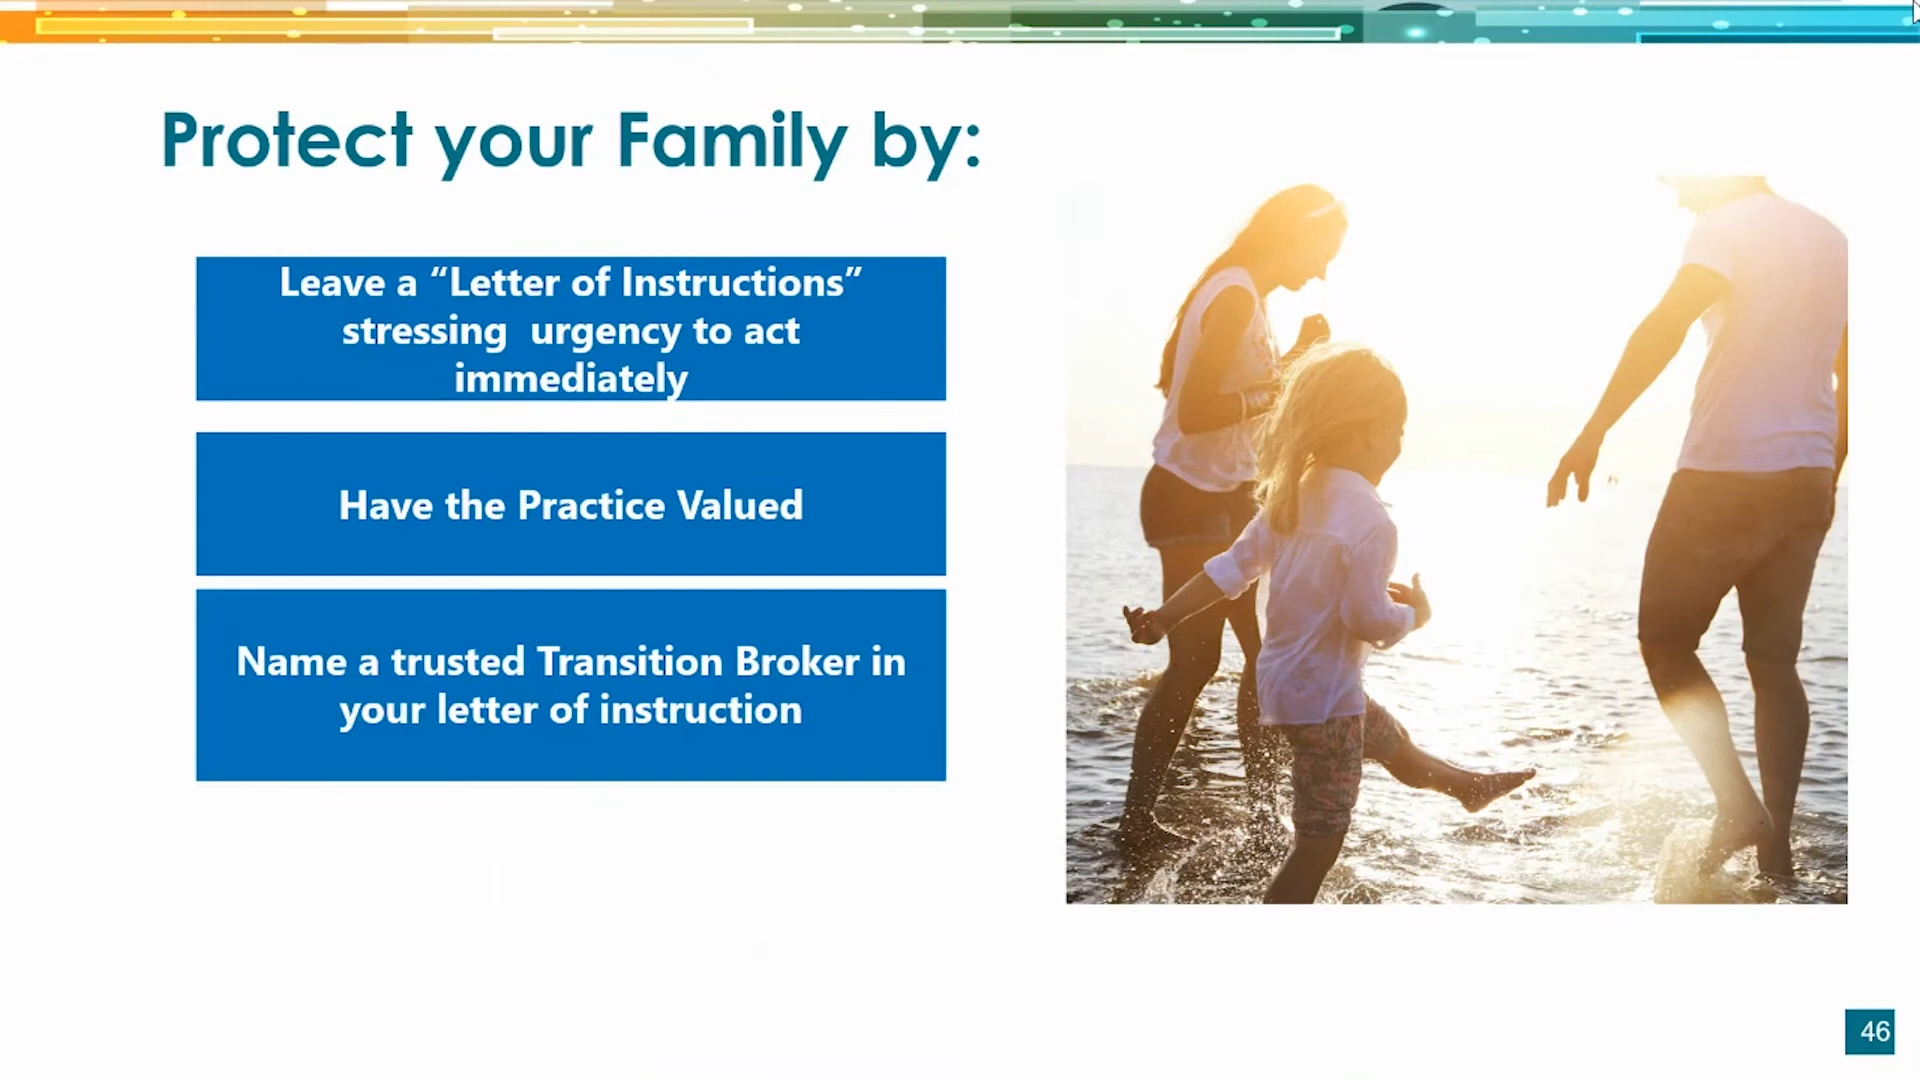 Protect your Family by:
Leave a “Letter of Instructions”
stressing  urgency to act
immediately
Have the Practice Valued
Name a trusted Transition Broker in
your letter of instruction
46